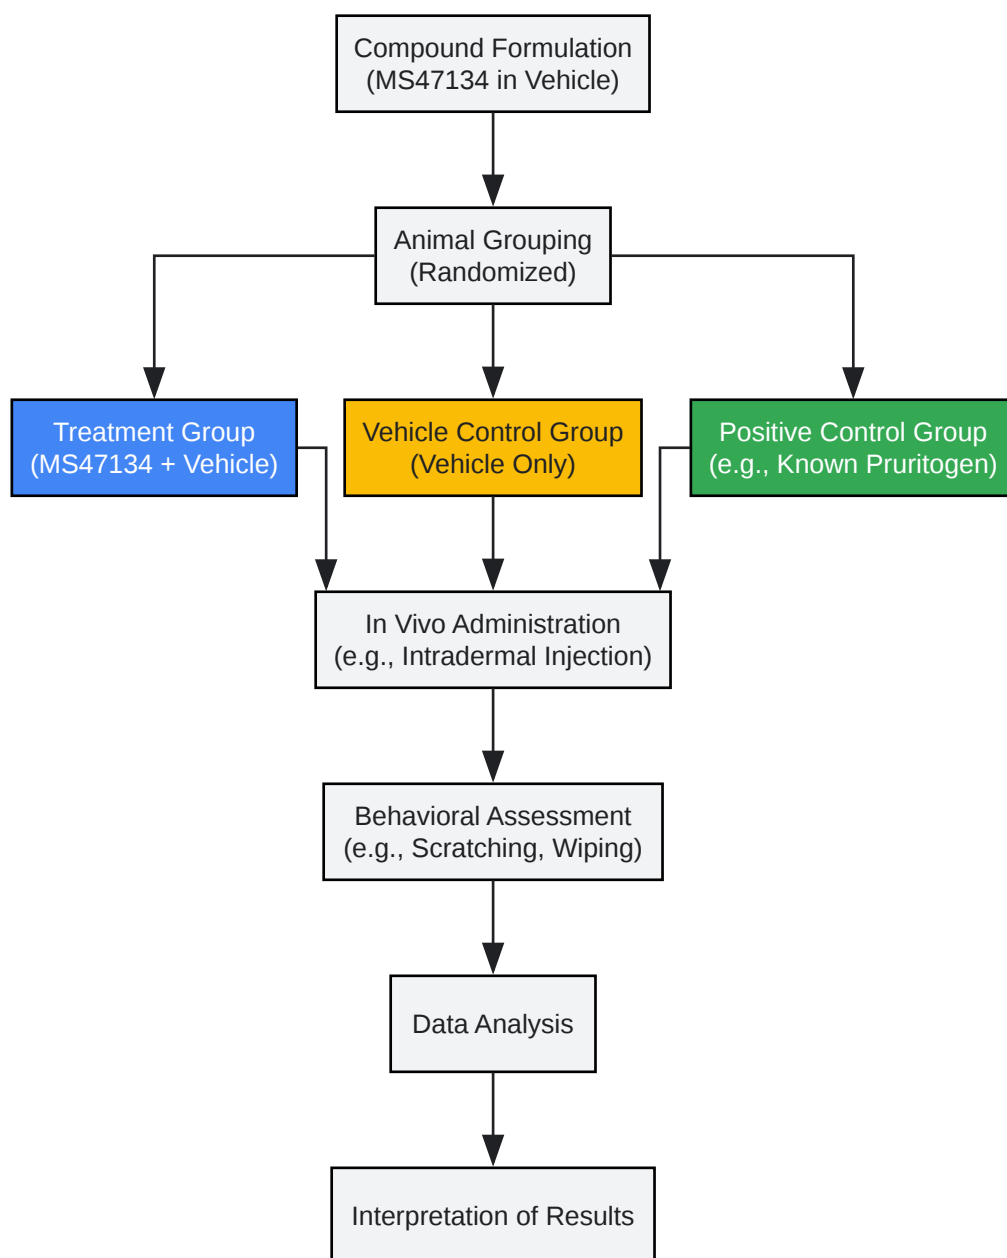 Compound Formulation
(MS47134 in Vehicle)
Animal Grouping
(Randomized)
Treatment Group
(MS47134 + Vehicle)
Vehicle Control Group
(Vehicle Only)
Positive Control Group
(e.g., Known Pruritogen)
In Vivo Administration
(e.g., Intradermal Injection)
Behavioral Assessment
(e.g., Scratching, Wiping)
Data Analysis
Interpretation of Results